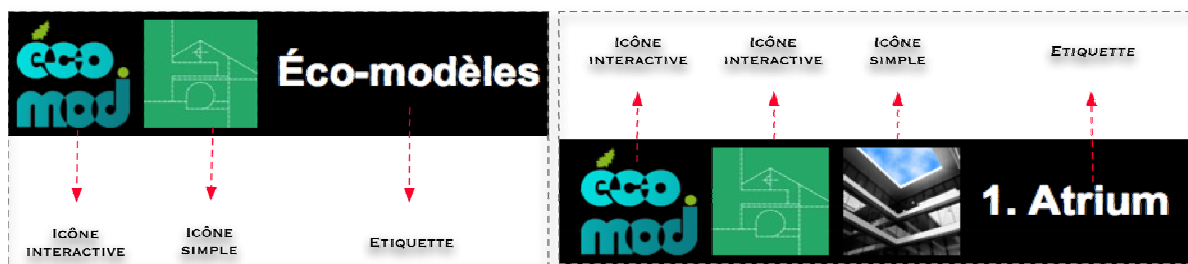 éco
mod
Éco-modèles
Icône
interactive
Icône
simple
Etiquette
Icône
interactive
Icône
interactive
Icône
simple
Etiquette
éco
mod
1. Atrium